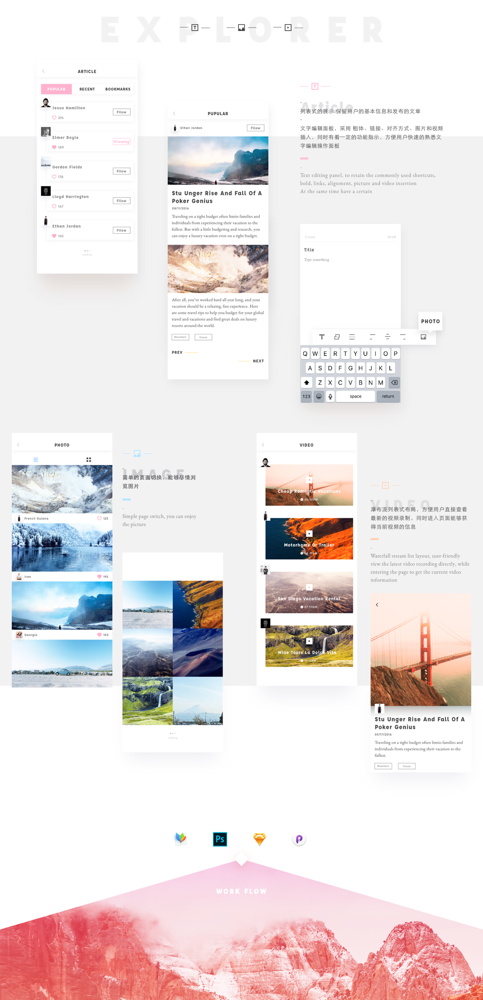 EXPLORER
T
ARTICLE
POPULAR RECENT BOOKMARKS
Jesus Hamilton
Fllow
214
Elmer Doyle
Fllowing
189
Gordon Fields
Fllow
178
Lloyd Harrington
Fllow
167
Ethan Jordan
Fllow
145
loading
PUPULAR
Ethan Jordan
Fllow
Stu Unger Rise And Fall Of A
Poker Genius
08/11/2016
Traveling on a tight budget often limits families and
individuals from experiencing their vacation to the
fullest. But with a little budgeting and research, you
can enjoy a luxury vacation even on a tight budget.
After all, you've worked hard all year long, and your
vacation should be a relaxing, fun experience. Here
are some travel tips to help you budget for your global
travel and vacations and find great deals on luxury
resorts around the world.
Mountain Travel
PREV
NEXT
T
-
Article
列表式的展示,保留用户的基本信息和发布的文章
-
文字编辑面板，采用 粗体、链接、对齐方式、图片和视频
插入，同时有着一定的功能指示，方便用户快速的熟悉文
字编辑操作面板
-
Text editing panel, to retain the commonly used shortcuts,
bold, links, alignment, picture and video insertion
At the same time have a certain
Close Draft
Title
Type something
PHOTO
T
Q W E R T Y U I O P
A S D F G H J K L
Z X C V B N M
123 space return
PHOTO
French Guiana 123
Iran 192
Georgia 103
-
IMAGE
简单的页面切换，能够尽情浏
览图片
-
Simple page switch, you can enjoy
the picture
loading
VIDEO
Cheap Romantic Vacations
04:50PM
Motorhome Or Trailer
08:27AM
San Diego Vacation Rental
07:59AM
Wine Tours La Dolce Vita
10:12PM
-
VIDEO
瀑布流列表式布局，方便用户直接查看
最新的视频录制，同时进入页面能够获
得当前视频的信息
-
Waterfall stream list layout, user-friendly
view the latest video recording directly, while
entering the page to get the current video
information
Stu Unger Rise And Fall Of A
Poker Genius
05/17/2016
Traveling on a tight budget often limits families and
individuals from experiencing their vacation to the
fullest.
Mountain Travel
Ps
WORK FLOW